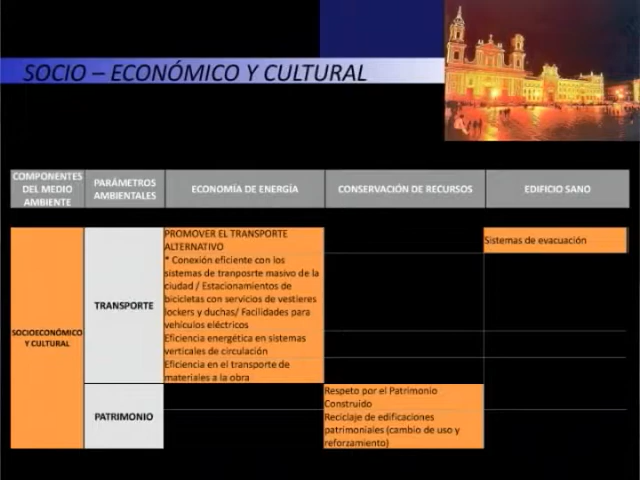 SOCIO – ECONÓMICO Y CULTURAL
COMPONENTES
DEL MEDIO
AMBIENTE
PARÁMETROS
AMBIENTALES
ECONOMÍA DE ENERGÍA
CONSERVACIÓN DE RECURSOS
EDIFICIO SANO
SOCIOECONÓMICO
Y CULTURAL
TRANSPORTE
PROMOVER EL TRANSPORTE
ALTERNATIVO
* Conexión eficiente con los
sistemas de tranposrte masivo de la
ciudad / Estacionamientos de
bicicletas con servicios de vestieres
lockers y duchas/ Facilidades para
vehículos eléctricos
Eficiencia energética en sistemas
verticales de circulación
Eficiencia en el transporte de
materiales a la obra
Sistemas de evacuación
PATRIMONIO
Respeto por el Patrimonio
Construido
Reciclaje de edificaciones
patrimoniales (cambio de uso y
reforzamiento)